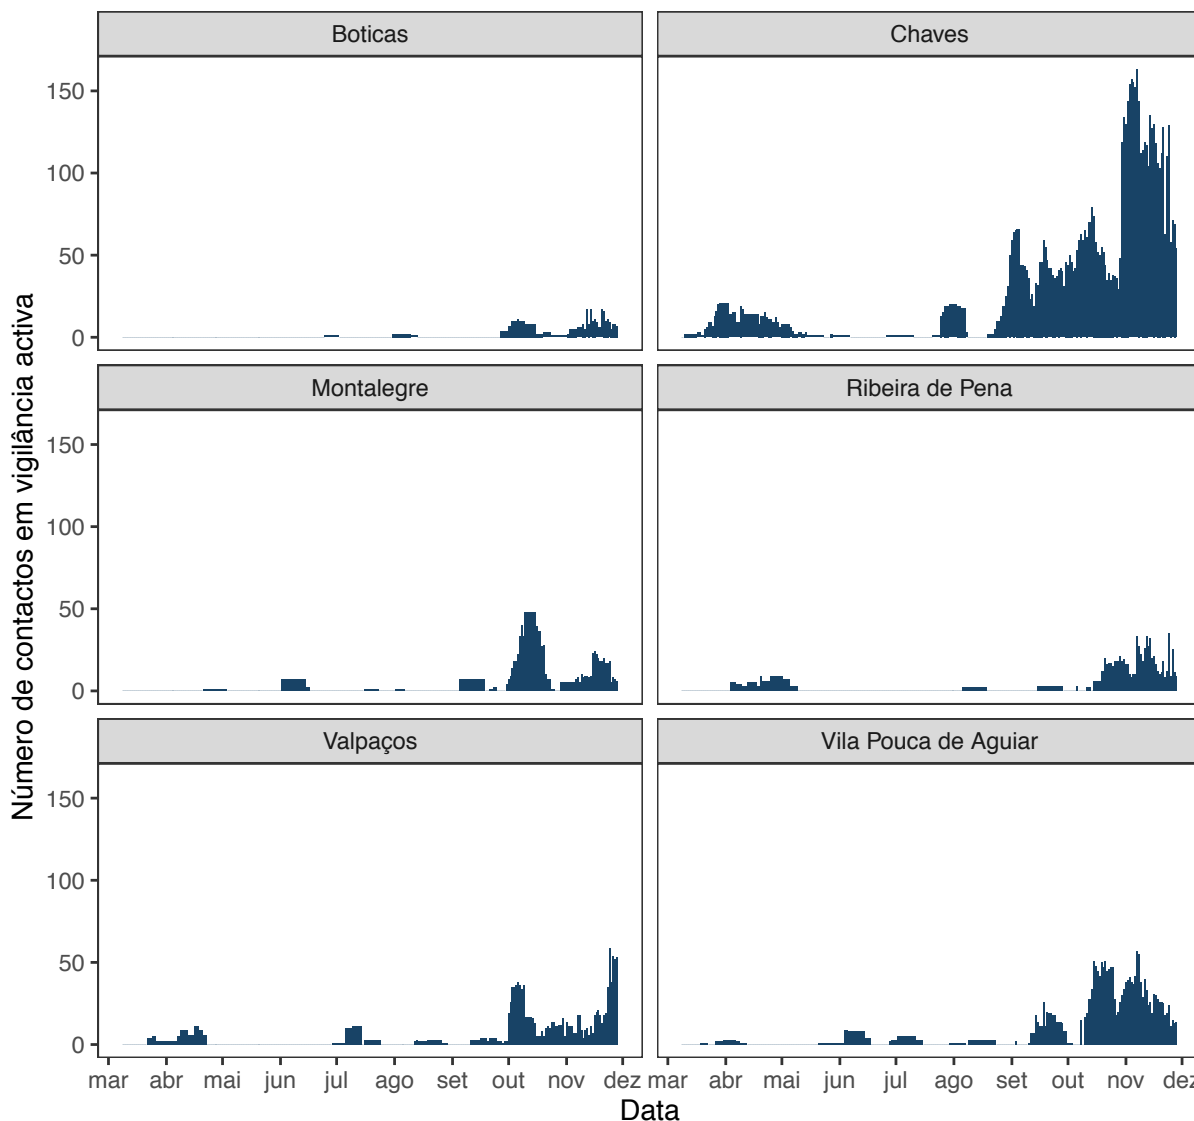 Boticas
Chaves
150
100
50
0
Montalegre
Ribeira de Pena
150
100
50
0
Valpaços
Vila Pouca de Aguiar
150
100
50
0
mar abr mai jun jul ago set out nov dez
mar abr mai jun jul ago set out nov dez
Data
Número de contactos em vigilância activa